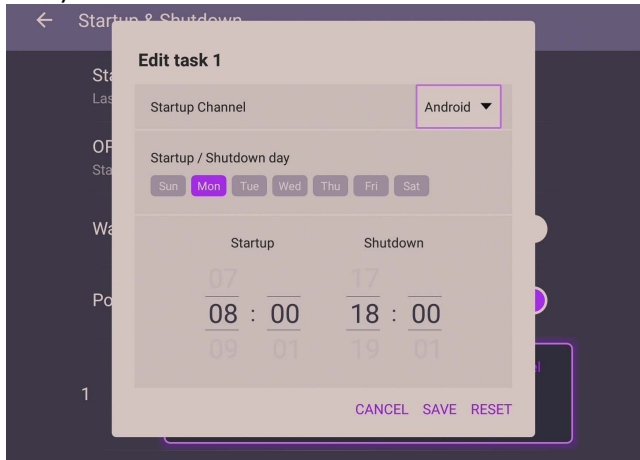 Startup & Shutdown
Edit task 1
Startup Channel
Android
Startup / Shutdown day
Sun Mon Tue Wed Thu Fri Sat
Startup Shutdown
07 17
08 : 00 18 : 00
09 01 19 01
CANCEL SAVE RESET
1